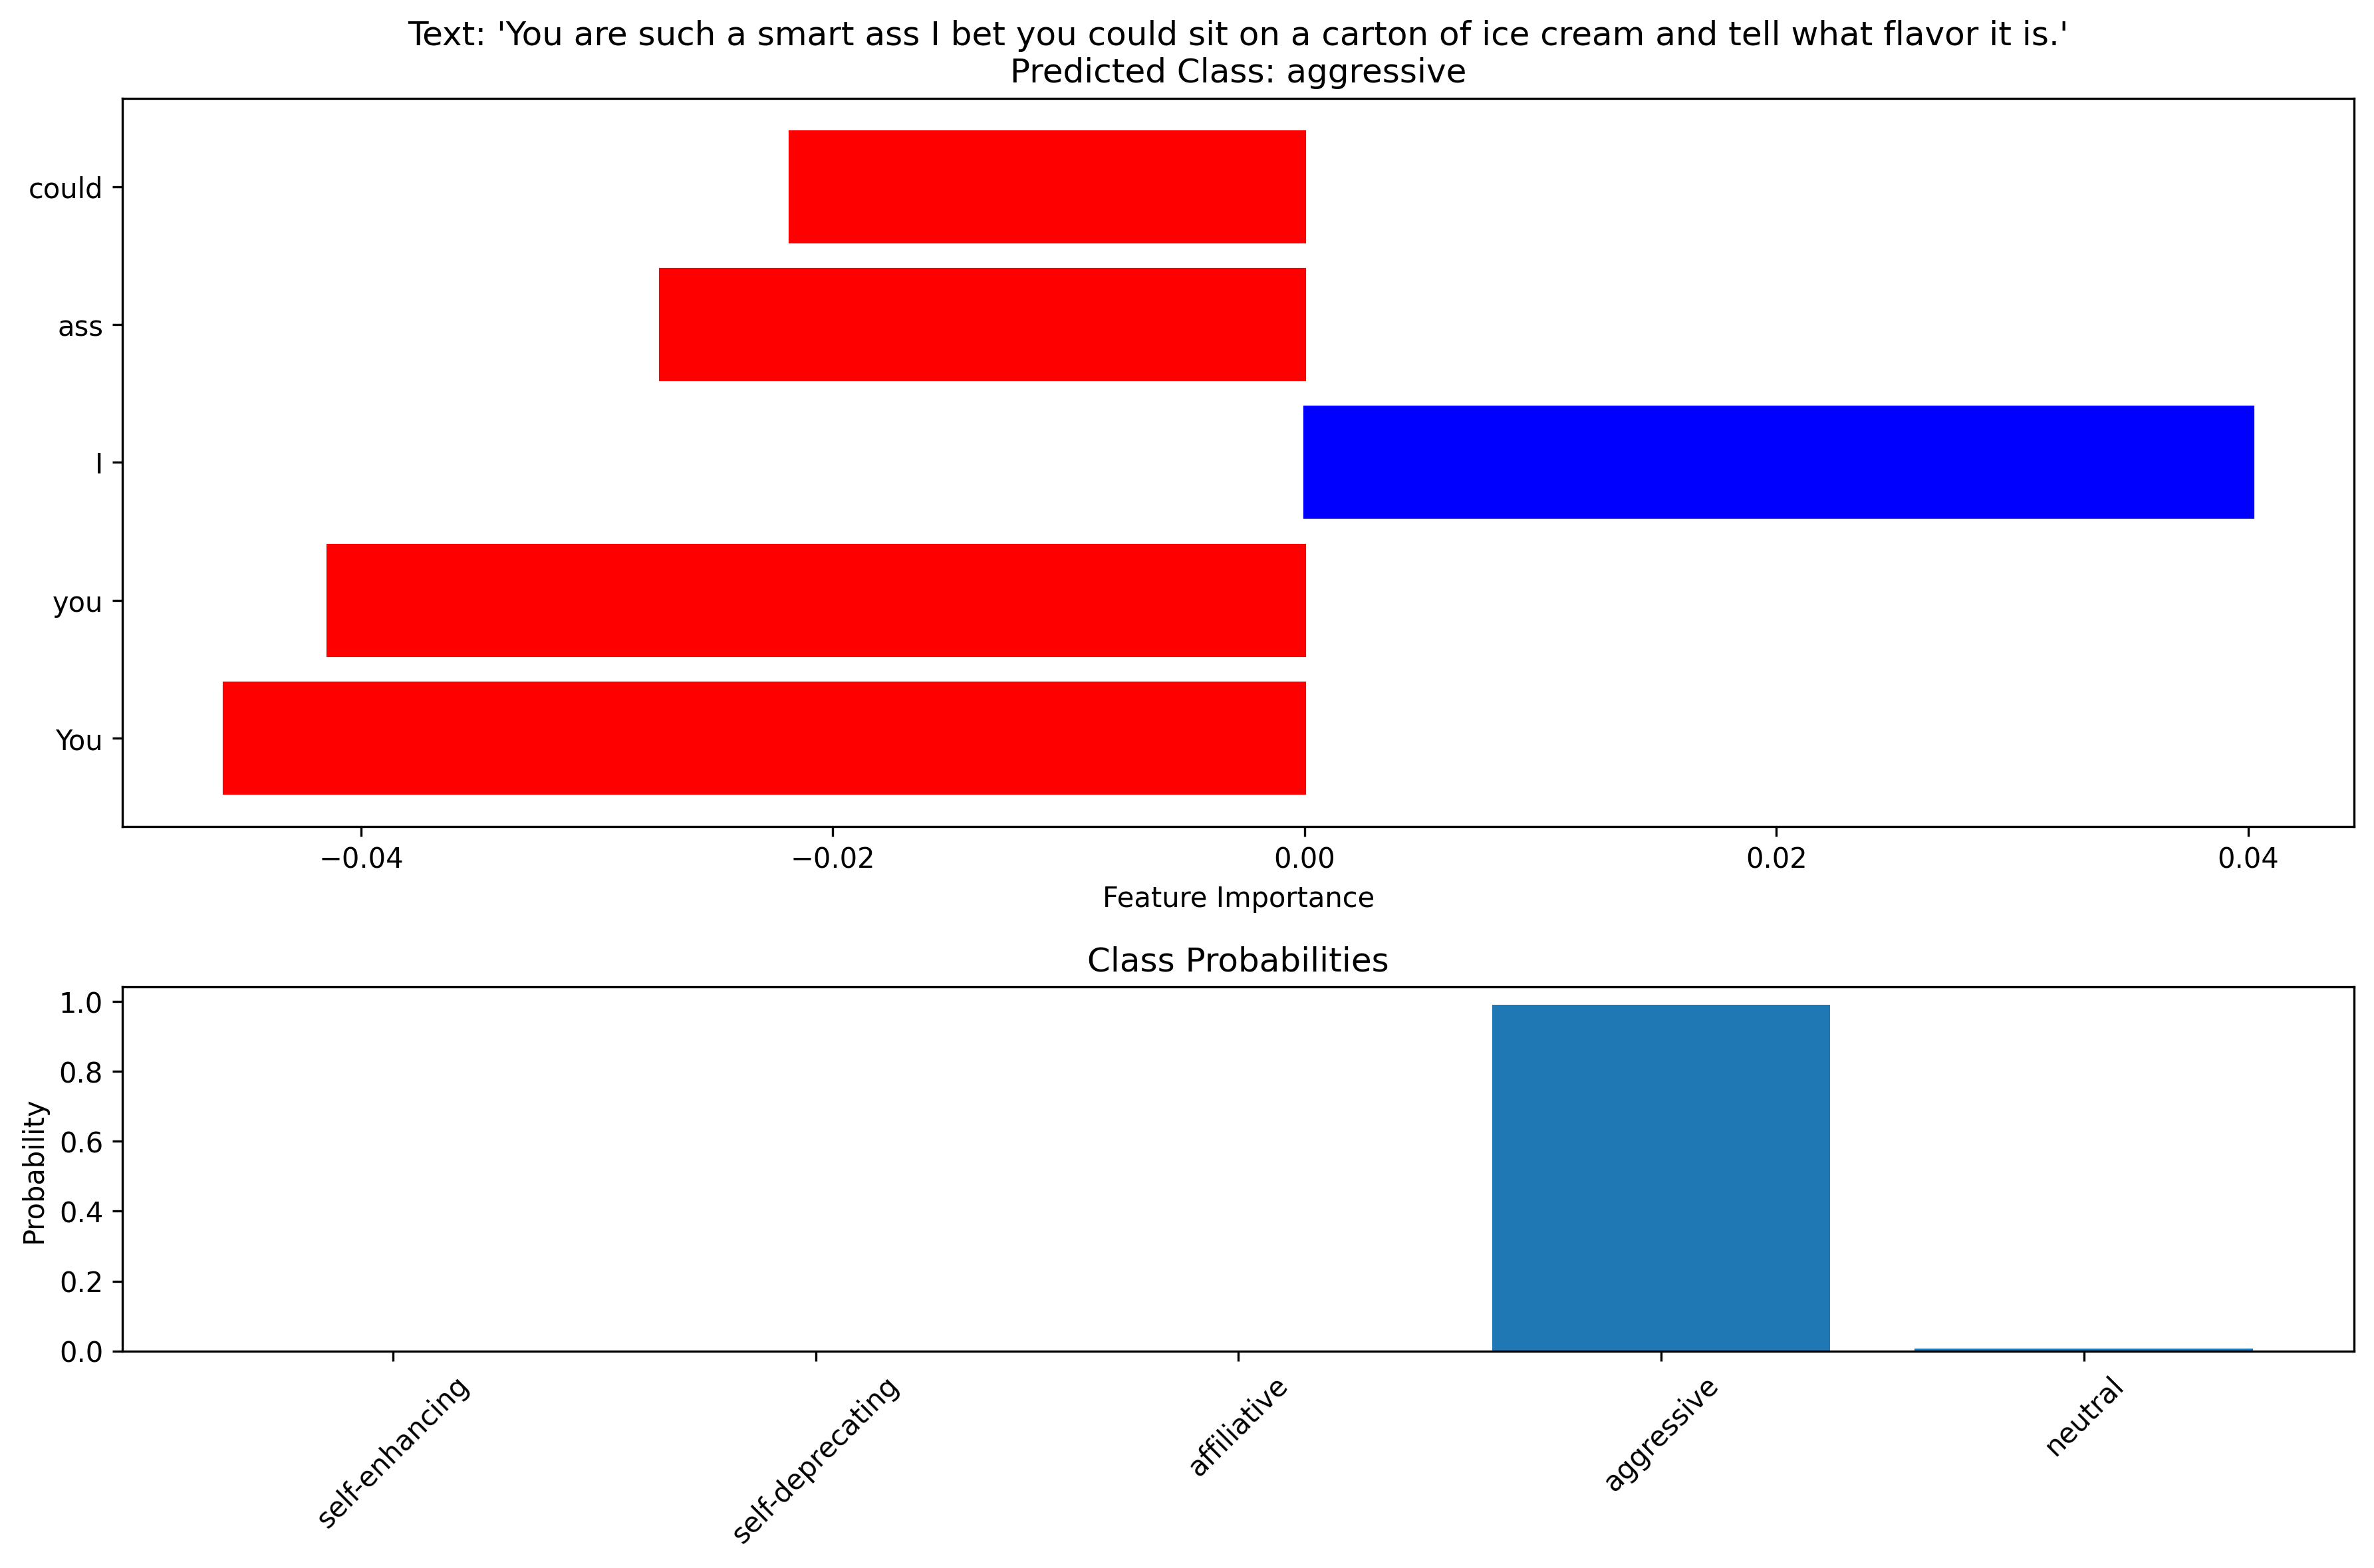 Text: 'You are such a smart ass I bet you could sit on a carton of ice cream and tell what flavor it is.'
Predicted Class: aggressive
could
ass
I
you
You
−0.04 −0.02 0.00 0.02 0.04
Feature Importance
Class Probabilities
1.0
0.8
0.6
0.4
0.2
0.0
Probability
self-enhancing self-deprecating affiliative aggressive neutral